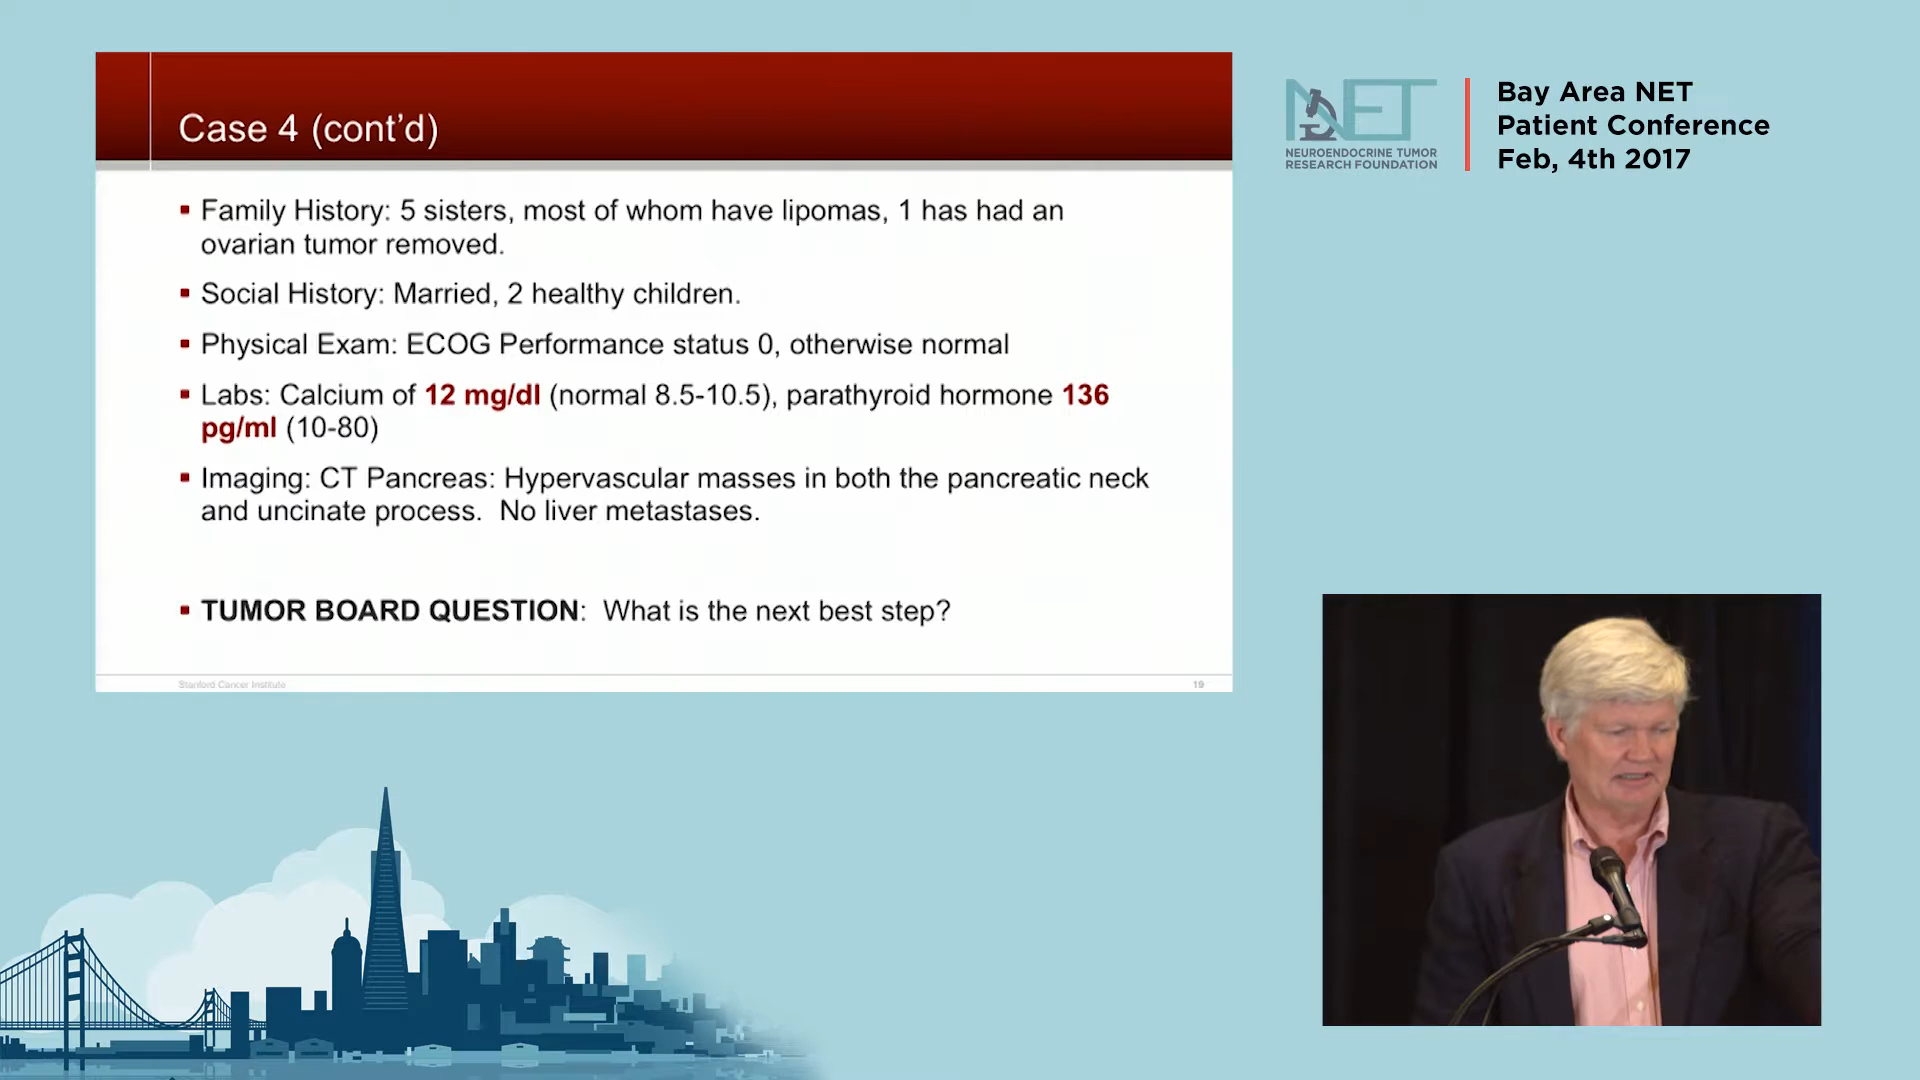 Case 4 (cont’d)
Family History: 5 sisters, most of whom have lipomas, 1 has had an
ovarian tumor removed.
Social History: Married, 2 healthy children.
Physical Exam: ECOG Performance status 0, otherwise normal
Labs: Calcium of 12 mg/dl (normal 8.5-10.5), parathyroid hormone 136
pg/ml (10-80)
Imaging: CT Pancreas: Hypervascular masses in both the pancreatic neck
and uncinate process. No liver metastases.
TUMOR BOARD QUESTION: What is the next best step?
Stanford Cancer Institute
19
NET
NEUROENDOCRINE TUMOR
RESEARCH FOUNDATION
Bay Area NET
Patient Conference
Feb, 4th 2017